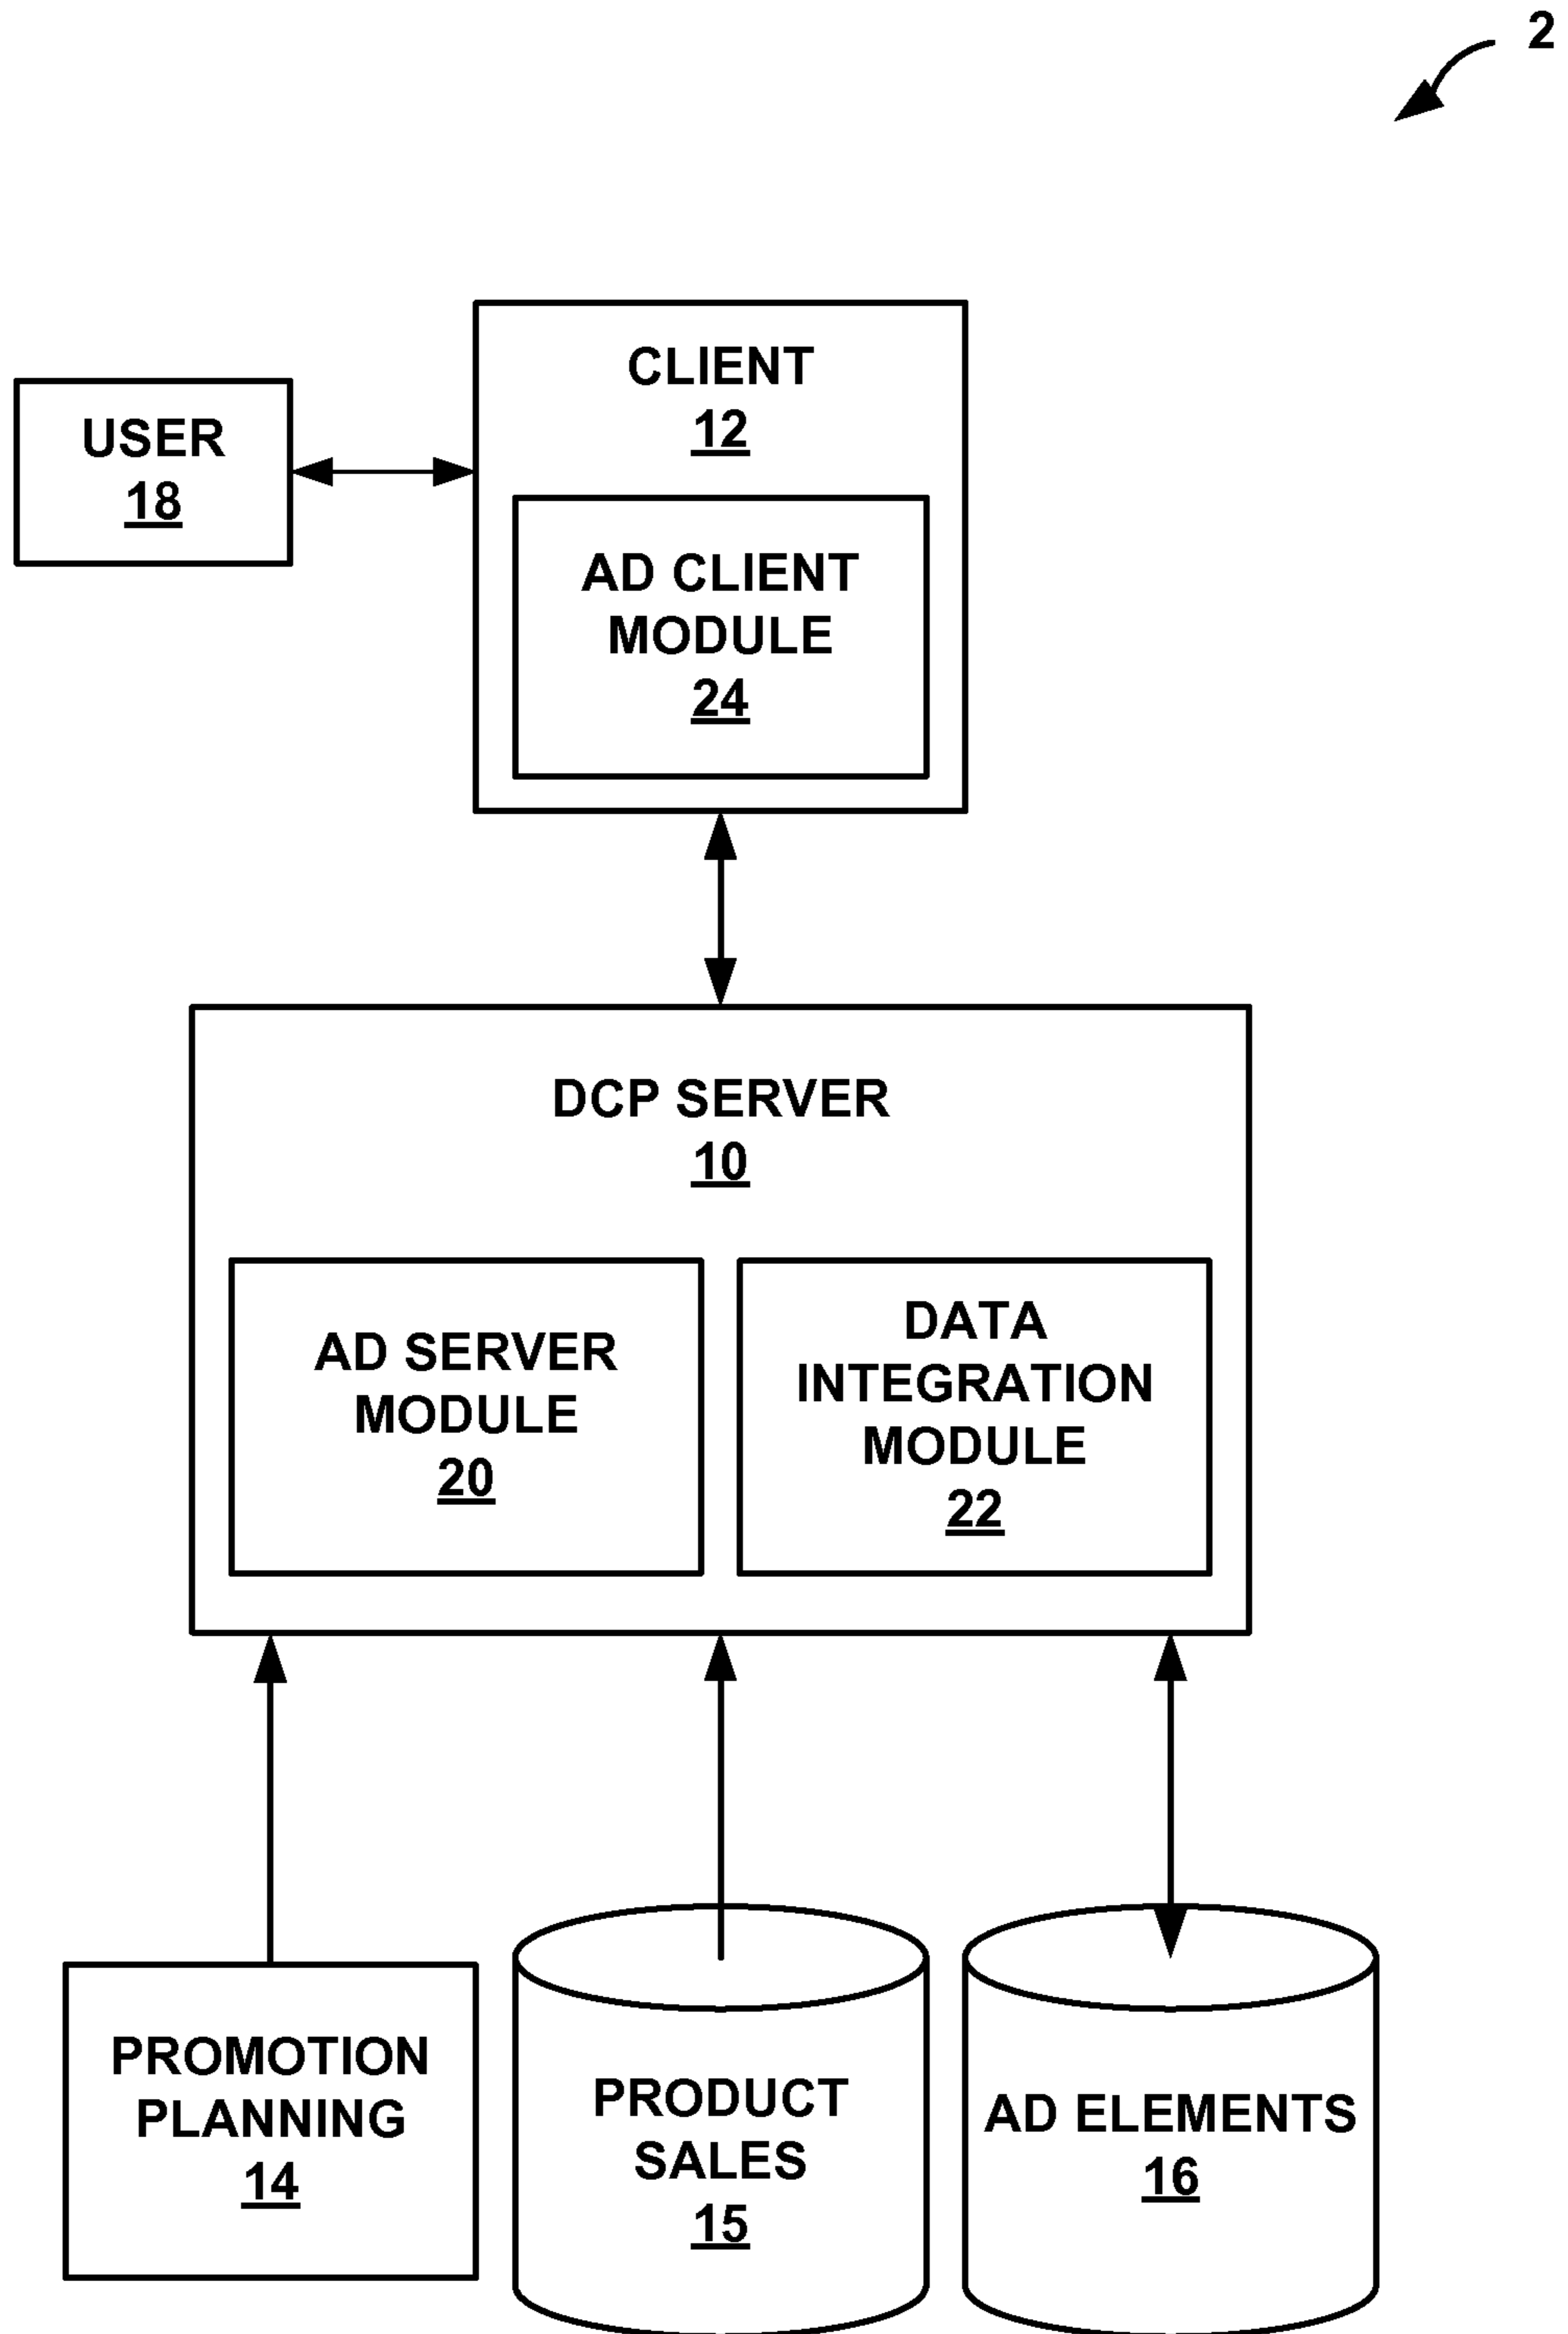 2
CLIENT
12
USER
18
AD CLIENT
MODULE
24
DCP SERVER
10
AD SERVER
MODULE
20
DATA
INTEGRATION
MODULE
22
PROMOTION
PLANNING
14
PRODUCT
SALES
15
AD ELEMENTS
16